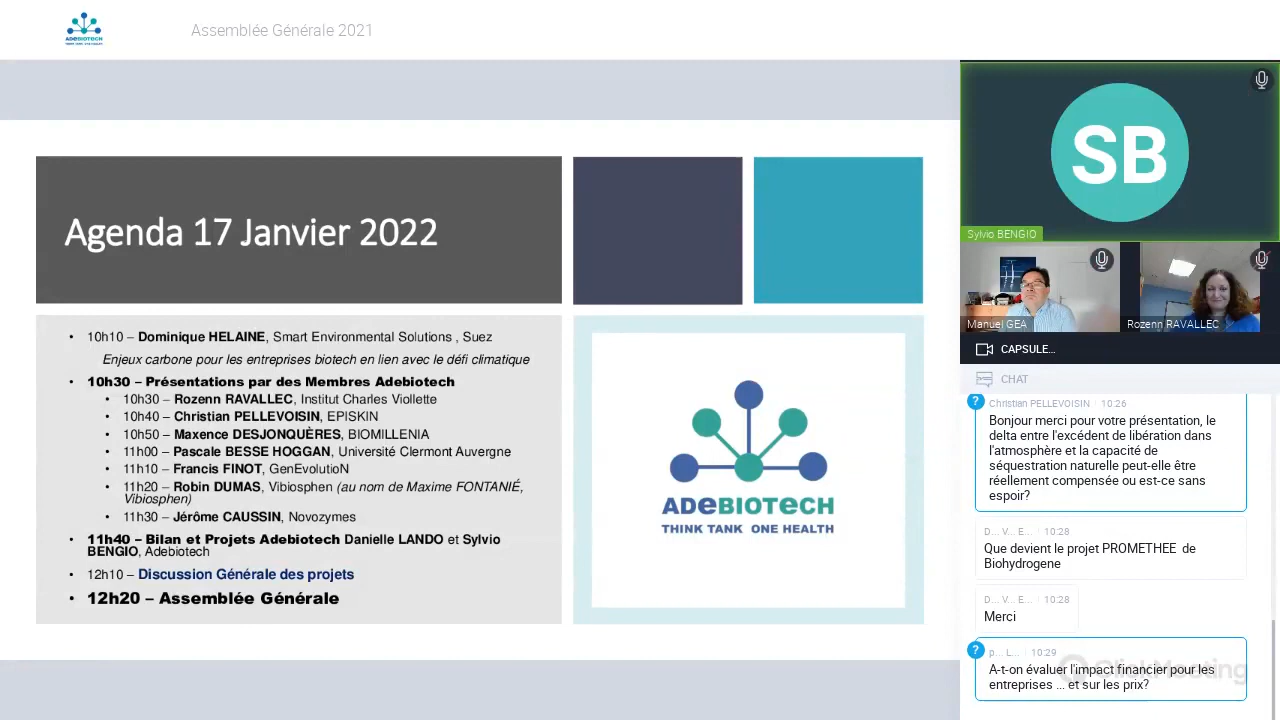 ADEBIOTECH
THINK TANK ONE HEALTH
Assemblée Générale 2021
Agenda 17 Janvier 2022
• 10h10 – Dominique HELAINE, Smart Environmental Solutions , Suez
Enjeux carbone pour les entreprises biotech en lien avec le défi climatique
• 10h30 – Présentations par des Membres Adebiotech
• 10h30 – Rozenn RAVALLEC, Institut Charles Viollette
• 10h40 – Christian PELLEVOISIN, EPISKIN
• 10h50 – Maxence DESJONQUÈRES, BIOMILLENIA
• 11h00 – Pascale BESSE HOGGAN, Université Clermont Auvergne
• 11h10 – Francis FINOT, GenEvolutioN
• 11h20 – Robin DUMAS, Vibiosphen (au nom de Maxime FONTANIÉ,
Vibiosphen)
• 11h30 – Jérôme CAUSSIN, Novozymes
• 11h40 – Bilan et Projets Adebiotech Danielle LANDO et Sylvio
BENGIO, Adebiotech
• 12h10 – Discussion Générale des projets
• 12h20 – Assemblée Générale
ADEBIOTECH
THINK TANK ONE HEALTH
SB
Sylvio BENGIO
Manuel GEA
Rozenn RAVALLEC
CAPSULE...
CHAT
? Christian PELLEVOISIN 10:26
Bonjour merci pour votre présentation, le
delta entre l'excédent de libération dans
l'atmosphère et la capacité de
séquestration naturelle peut-elle être
réellement compensée ou est-ce sans
espoir?
D... V... E... 10:28
Que devient le projet PROMETHEE de
Biohydrogene
D... V... E... 10:28
Merci
? p... L... 10:29
A-t-on évaluer l'impact financier pour les
entreprises ... et sur les prix?
ClickMeeting